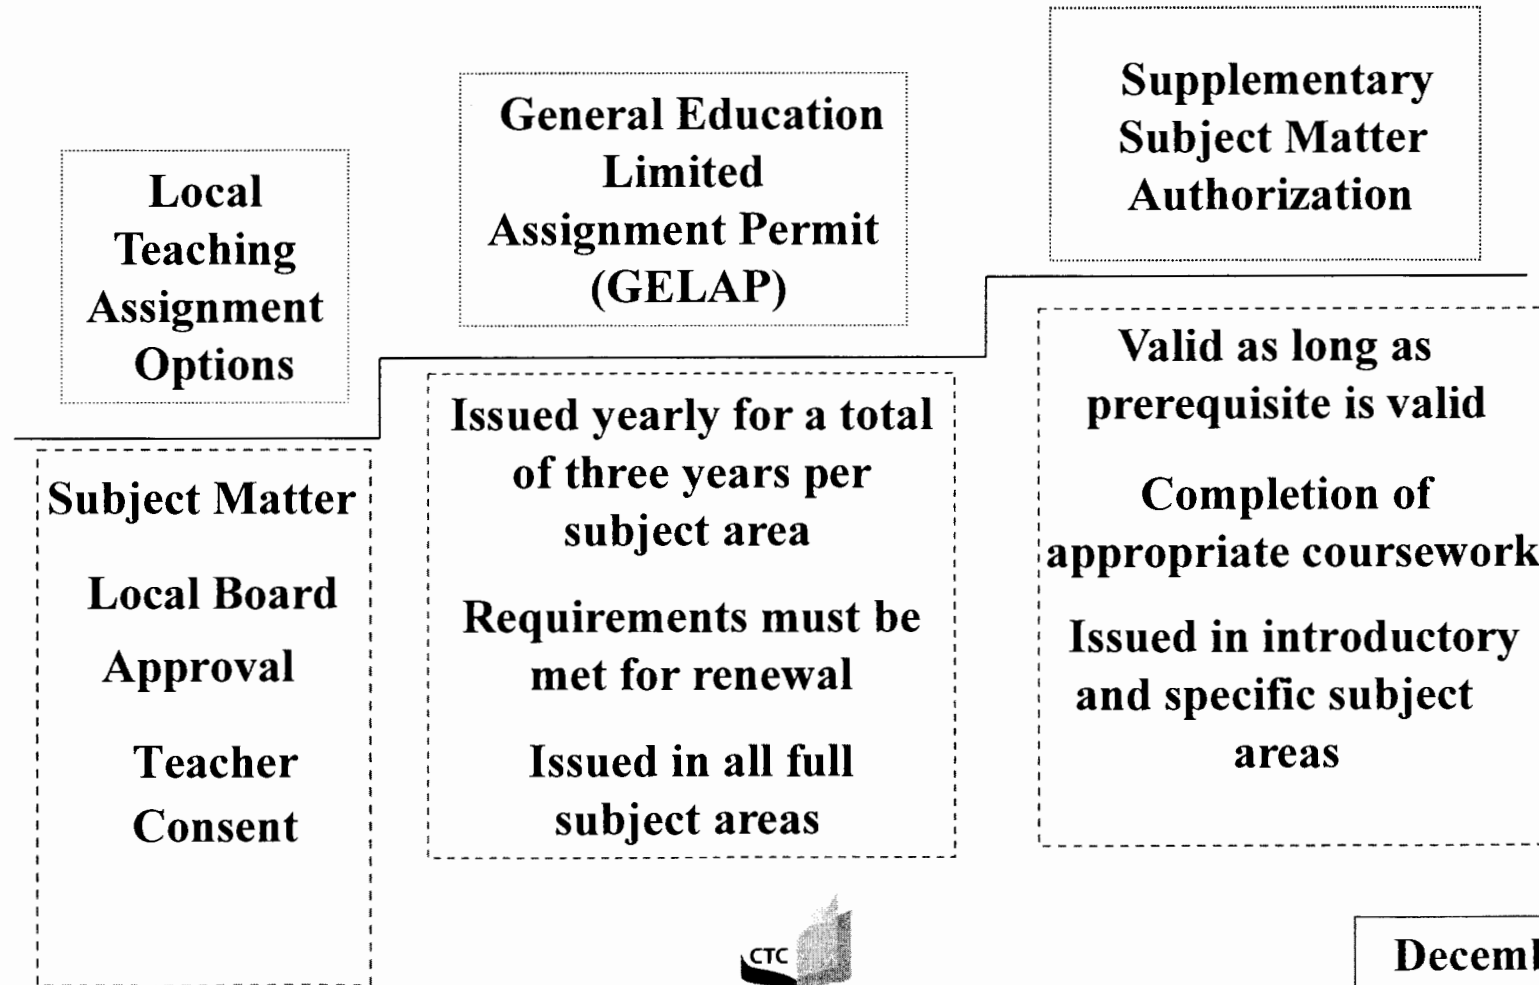 Local
Teaching
Assignment
Options
General Education
Limited
Assignment Permit
(GELAP)
Supplementary
Subject Matter
Authorization
Subject Matter
Local Board
Approval
Teacher
Consent
Issued yearly for a total
of three years per
subject area
Requirements must be
met for renewal
Issued in all full
subject areas
Valid as long as
prerequisite is valid
Completion of
appropriate coursework
Issued in introductory
and specific subject
areas
CTC